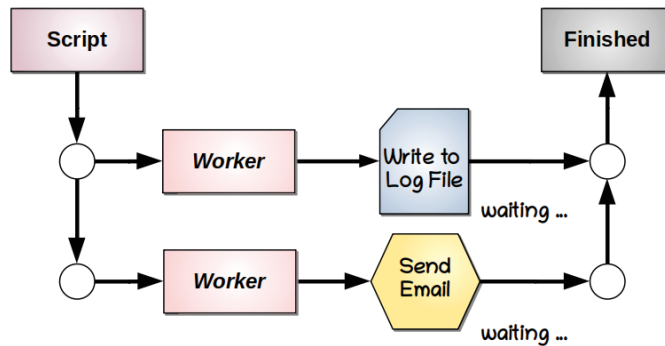 Script
Finished
Worker
Write to
Log File
waiting ...
Worker
Send
Email
waiting ...